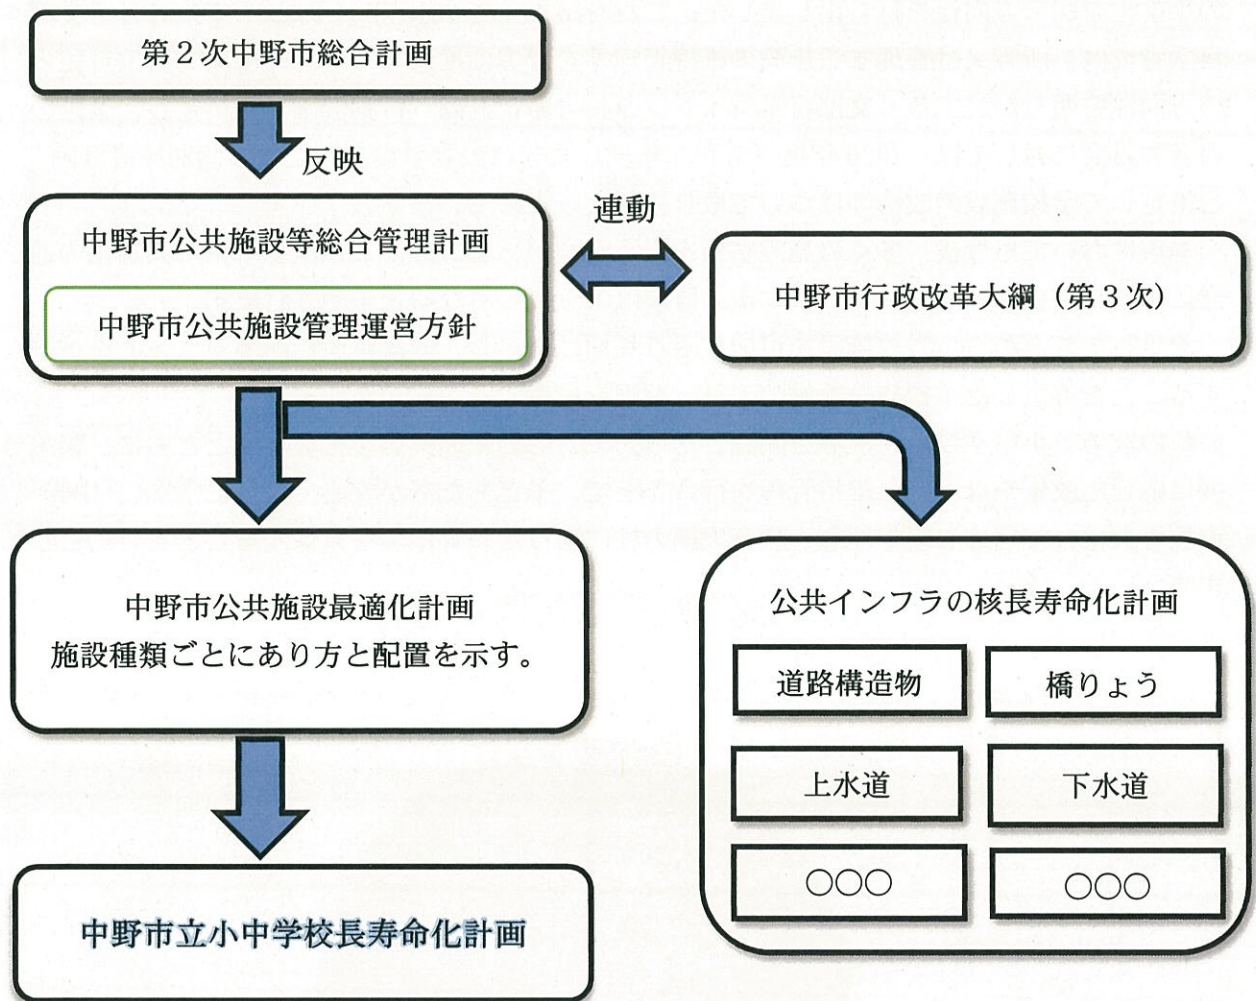 第２次中野市総合計画
反映
中野市公共施設等総合管理計画
中野市公共施設管理運営方針
連動
中野市行政改革大綱（第３次）
中野市公共施設最適化計画
施設種類ごとにあり方と配置を示す。
公共インフラの核長寿命化計画
道路構造物
橋りょう
上水道
下水道
○○○
○○○
中野市立小中学校長寿命化計画